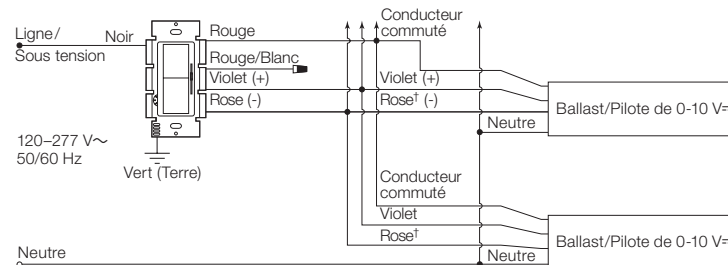 Ligne/
Sous tension
Noir
Rouge
Rouge/Blanc
Violet (+)
Rose (-)
120–277 V~
50/60 Hz
Vert (Terre)
Conducteur
commuté
Violet (+)
Rose† (-)
Neutre
Ballast/Pilote de 0-10 V
Conducteur
commuté
Violet
Rose†
Neutre
Ballast/Pilote de 0-10 V
Neutre